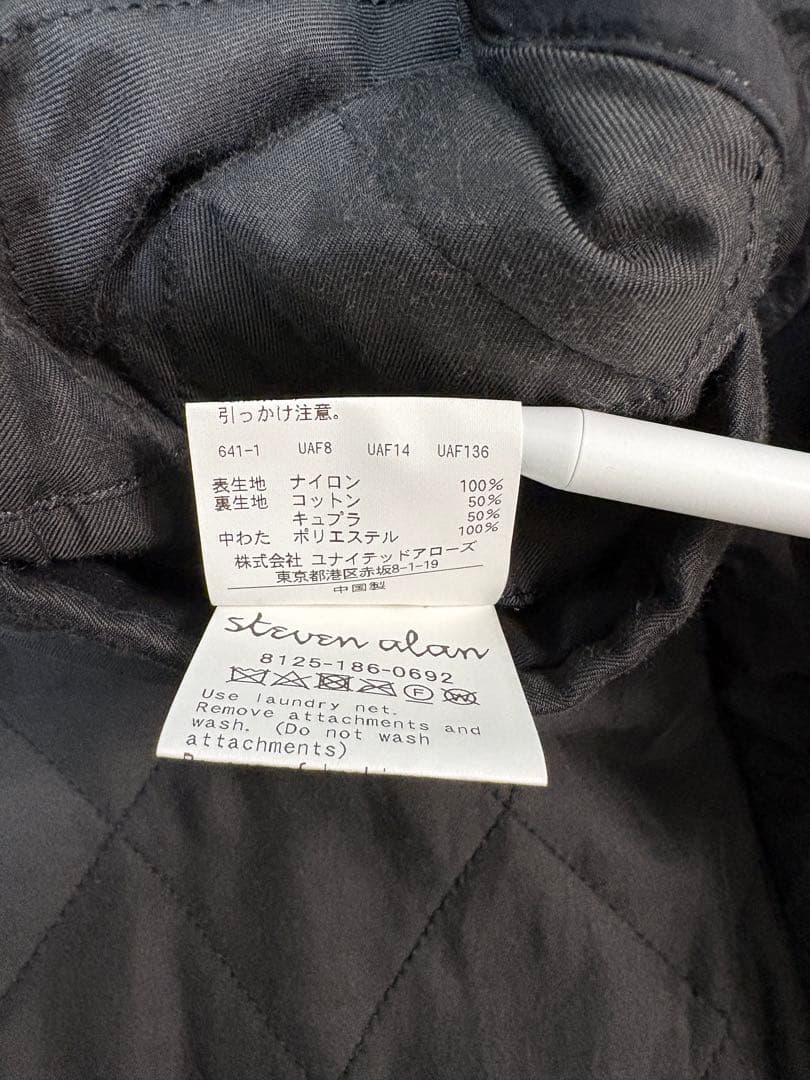 引っかけ注意。
641-1 UAF8 UAF14 UAF136
表生地 ナイロン 100%
裏生地 コットン 50%
キュプラ 50%
中わた ポリエステル 100%
株式会社 ユナイテッドアローズ
東京都港区赤坂8-1-19
中国製
steven alan
8125-186-0692
Use laundry net.
Remove attachments and
wash. (Do not wash
attachments)